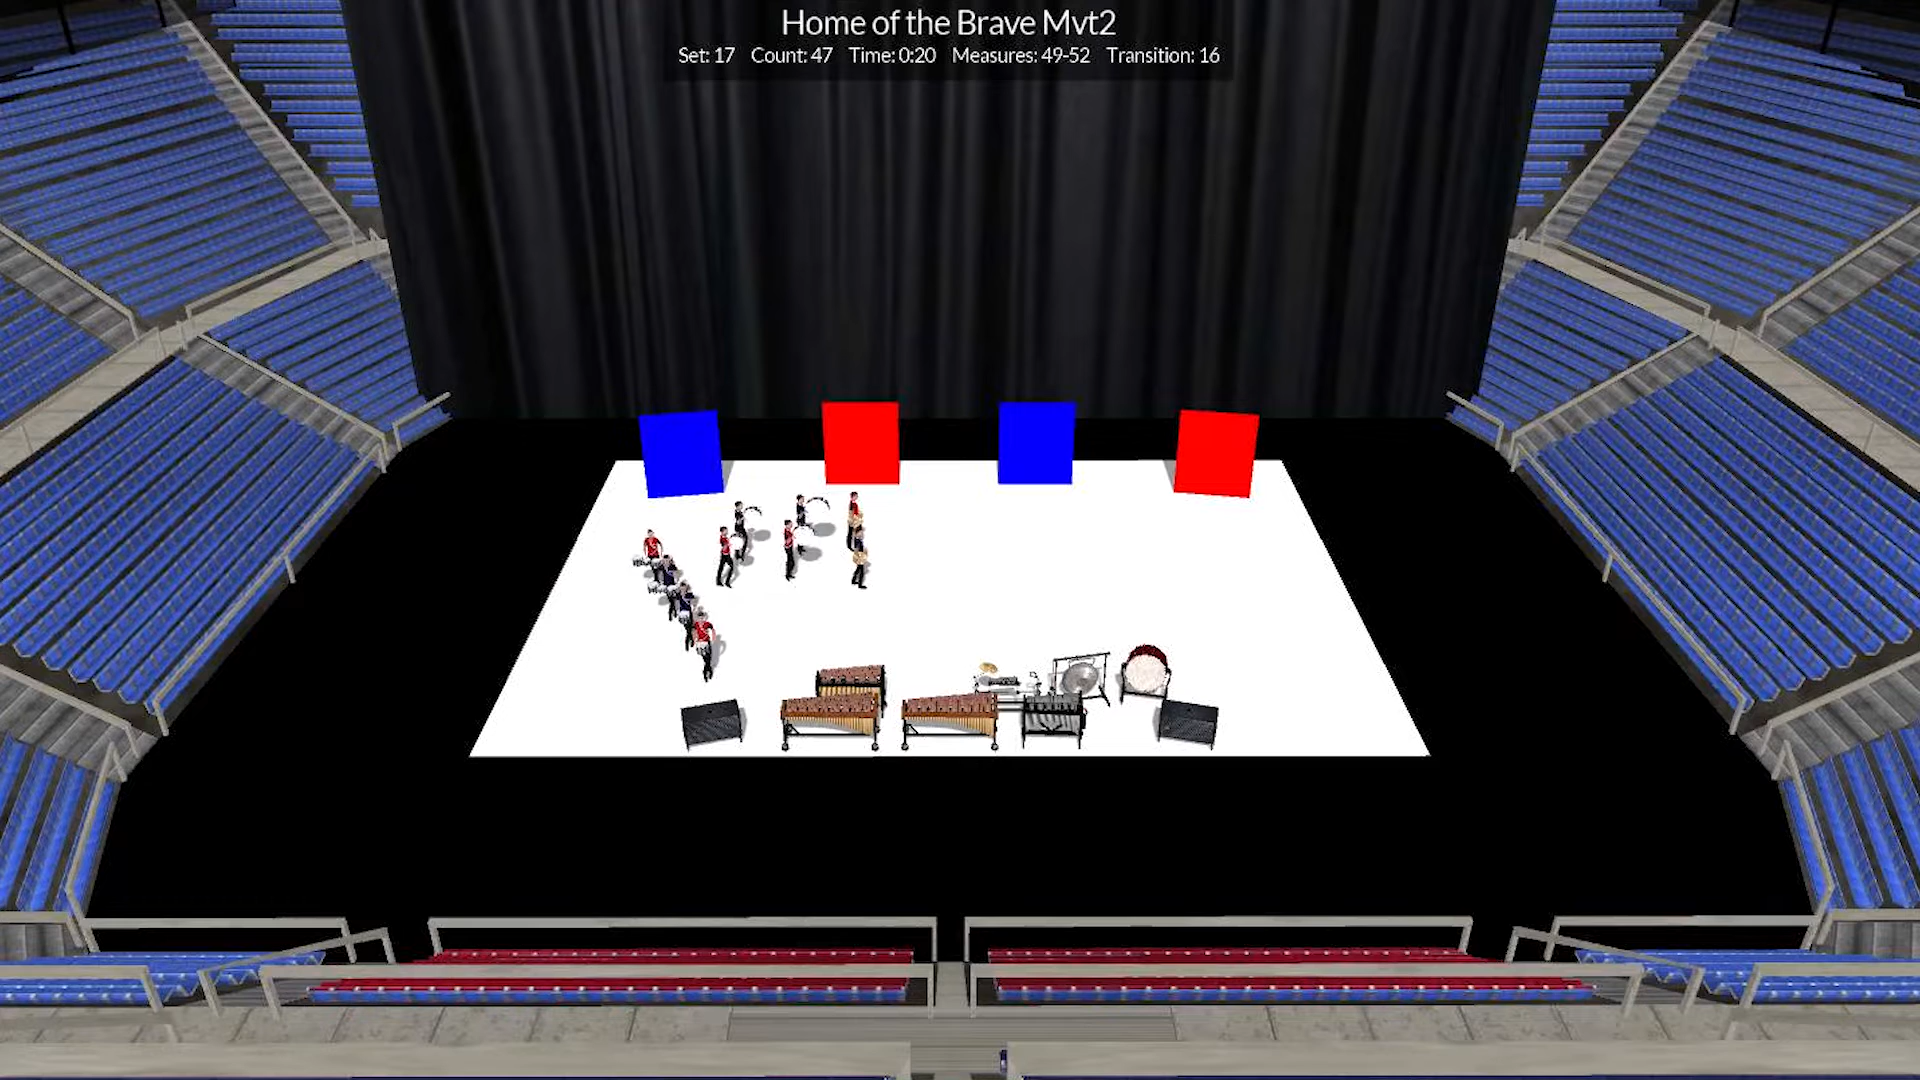 Home of the Brave Mvt2
Set: 17 Count: 47 Time: 0:20 Measures: 49-52 Transition: 16